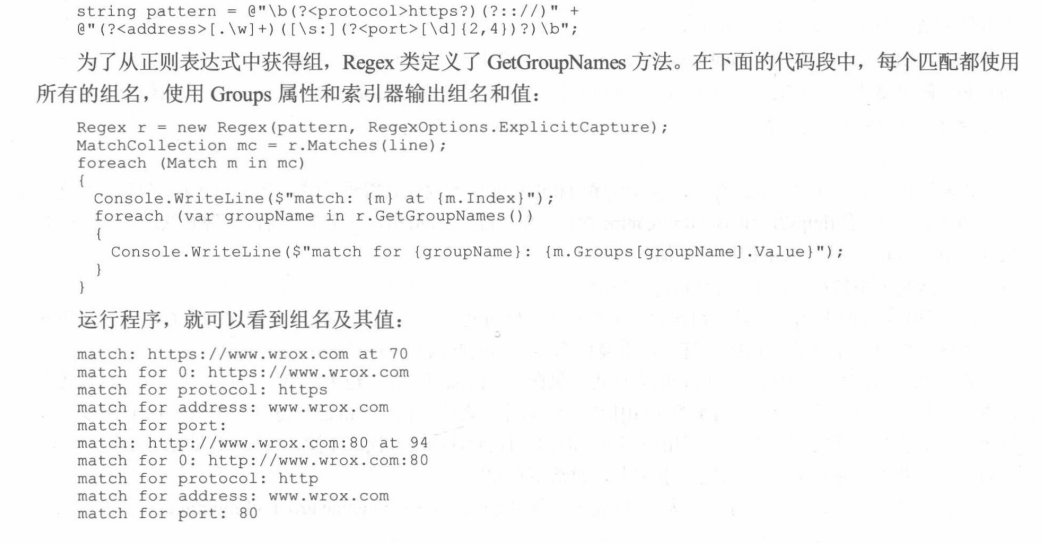 string pattern = @"\b(?<protocol>https?)(?:://)" +
@"(?<address>[.\w]+)([\s:](?<port>[\d]{2,4})?)\b";
为了从正则表达式中获得组，Regex 类定义了 GetGroupNames 方法。在下面的代码段中，每个匹配都使用
所有的组名，使用 Groups 属性和索引器输出组名和值：
Regex r = new Regex(pattern, RegexOptions.ExplicitCapture);
MatchCollection mc = r.Matches(line);
foreach (Match m in mc)
{
Console.WriteLine($"match: {m} at {m.Index}");
foreach (var groupName in r.GetGroupNames())
{
Console.WriteLine($"match for {groupName}: {m.Groups[groupName].Value}");
}
}
运行程序，就可以看到组名及其值：
match: https://www.wrox.com at 70
match for 0: https://www.wrox.com
match for protocol: https
match for address: www.wrox.com
match for port:
match: http://www.wrox.com:80 at 94
match for 0: http://www.wrox.com:80
match for protocol: http
match for address: www.wrox.com
match for port: 80